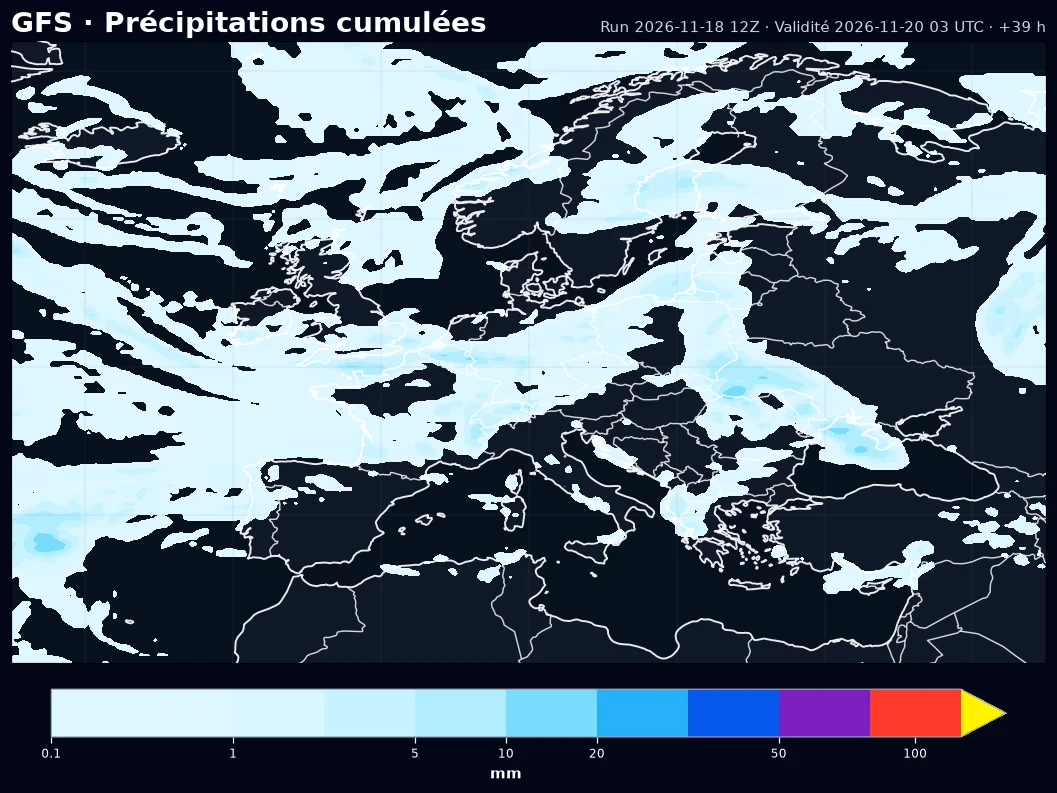 GFS · Précipitations cumulées
Run 2026-11-18 12Z · Validité 2026-11-20 03 UTC · +39 h
0.1 1 5 10 20 50 100
mm